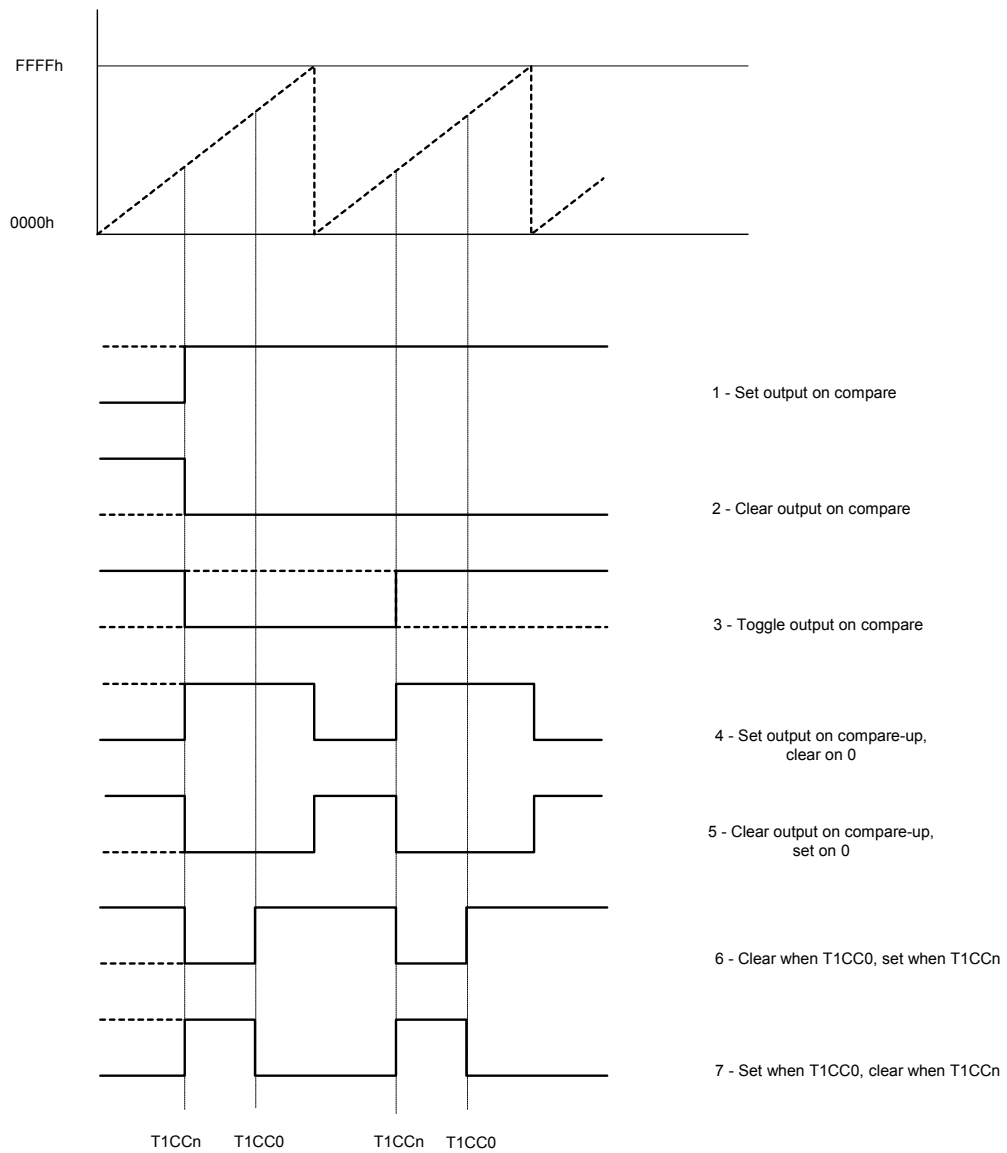 FFFFh
0000h
1 - Set output on compare
2 - Clear output on compare
3 - Toggle output on compare
4 - Set output on compare-up,
clear on 0
5 - Clear output on compare-up,
set on 0
6 - Clear when T1CC0, set when T1CCn
7 - Set when T1CC0, clear when T1CCn
T1CCn T1CC0 T1CCn T1CC0